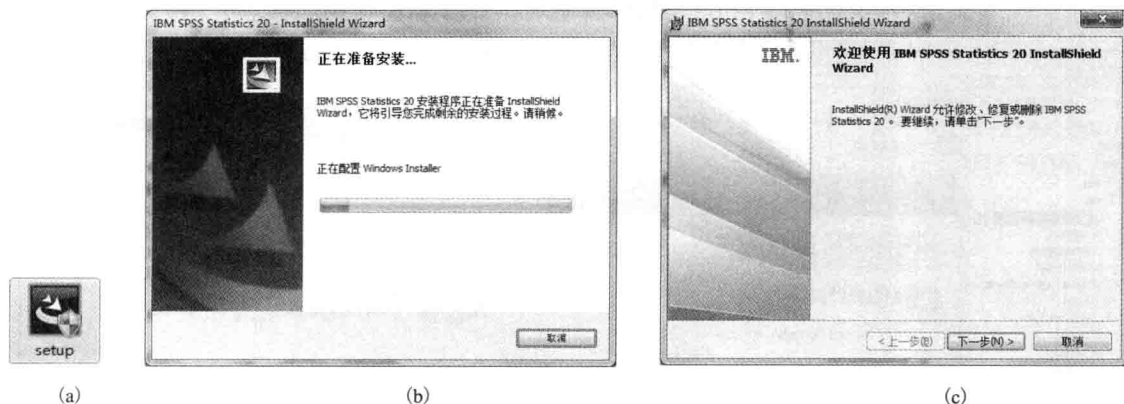 setup
(a)
IBM SPSS Statistics 20 - InstallShield Wizard
正在准备安装...
IBM SPSS Statistics 20 安装程序正在准备 InstallShield
Wizard，它将引导您完成剩余的安装过程。请稍候。
正在配置 Windows Installer
取消
(b)
IBM SPSS Statistics 20 InstallShield Wizard
IBM.
欢迎使用 IBM SPSS Statistics 20 InstallShield
Wizard
InstallShield(R) Wizard 允许修改、修复或删除 IBM SPSS
Statistics 20 。 要继续，请单击“下一步”。
<上一步(B)
下一步(N) >
取消
(c)